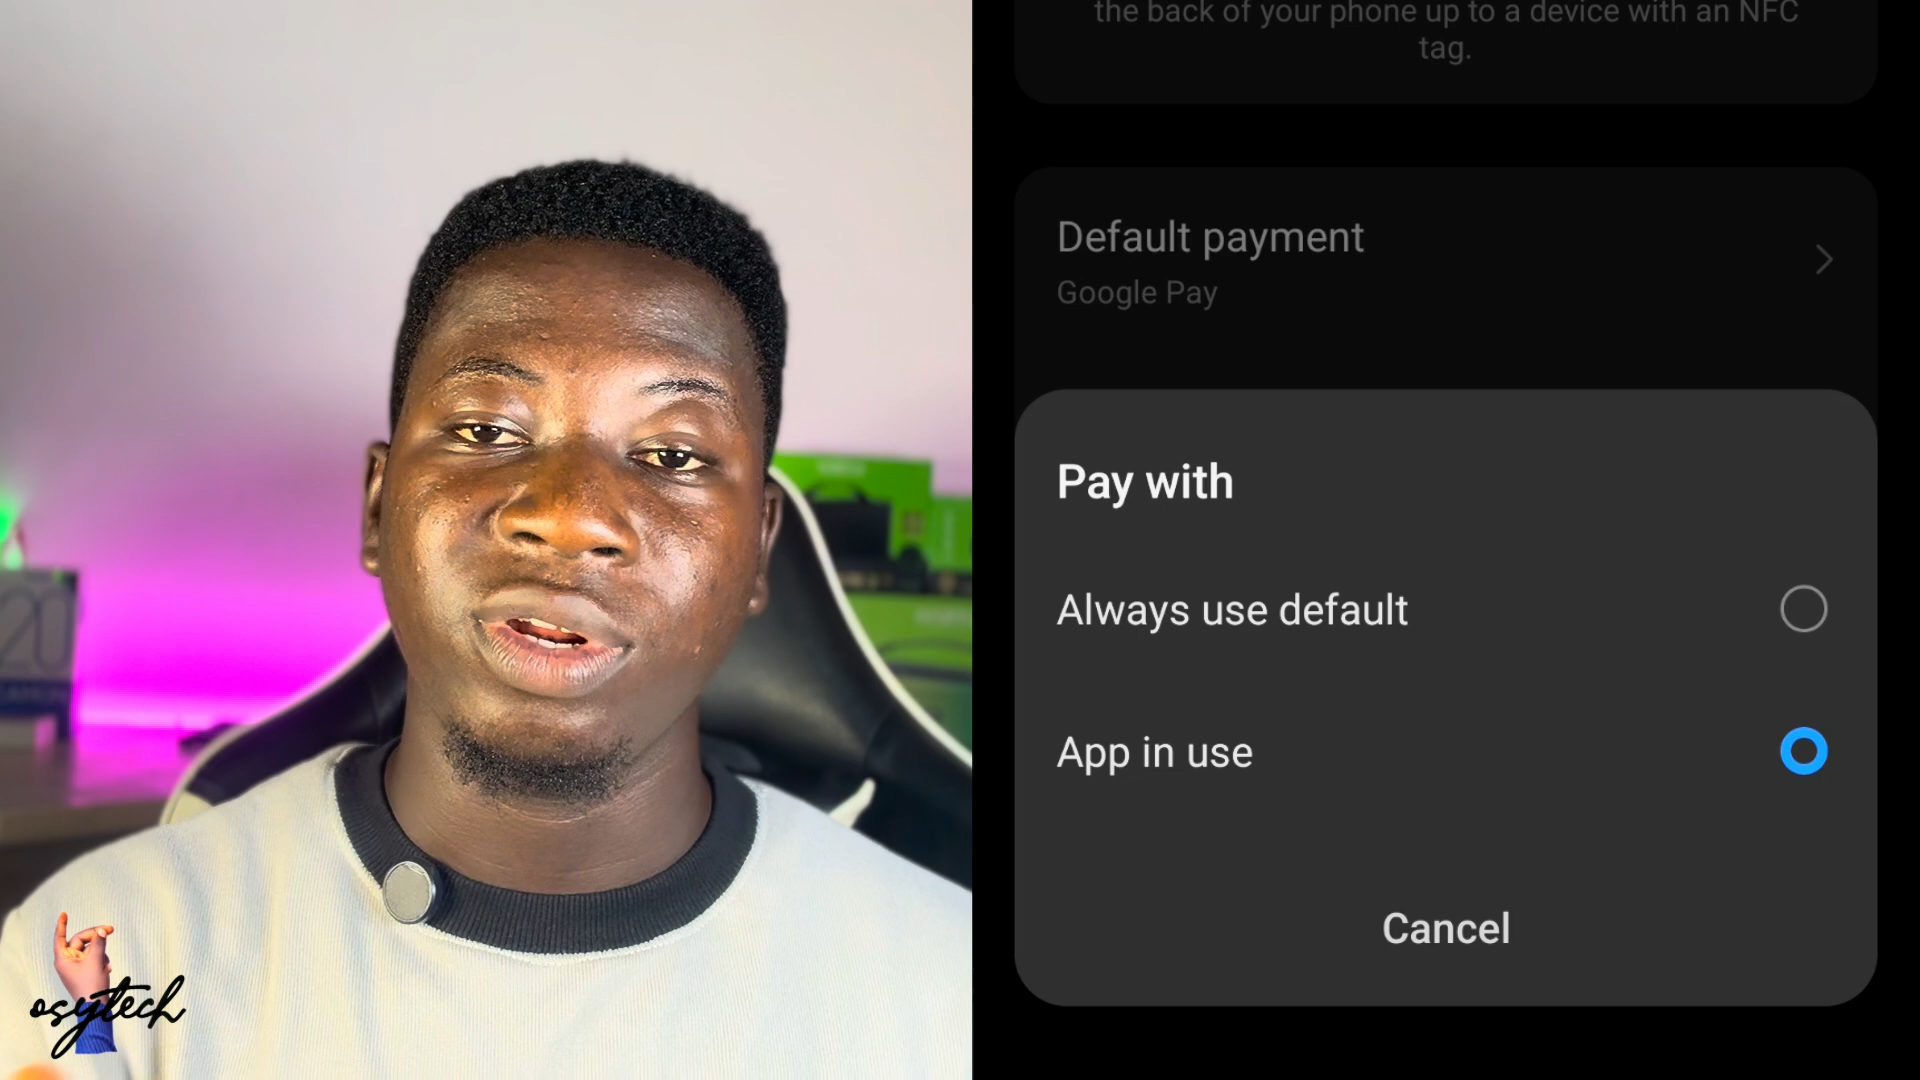 the back of your phone up to a device with an NFC
tag.
Default payment
Google Pay
Pay with
Always use default
App in use
Cancel
20
osytech